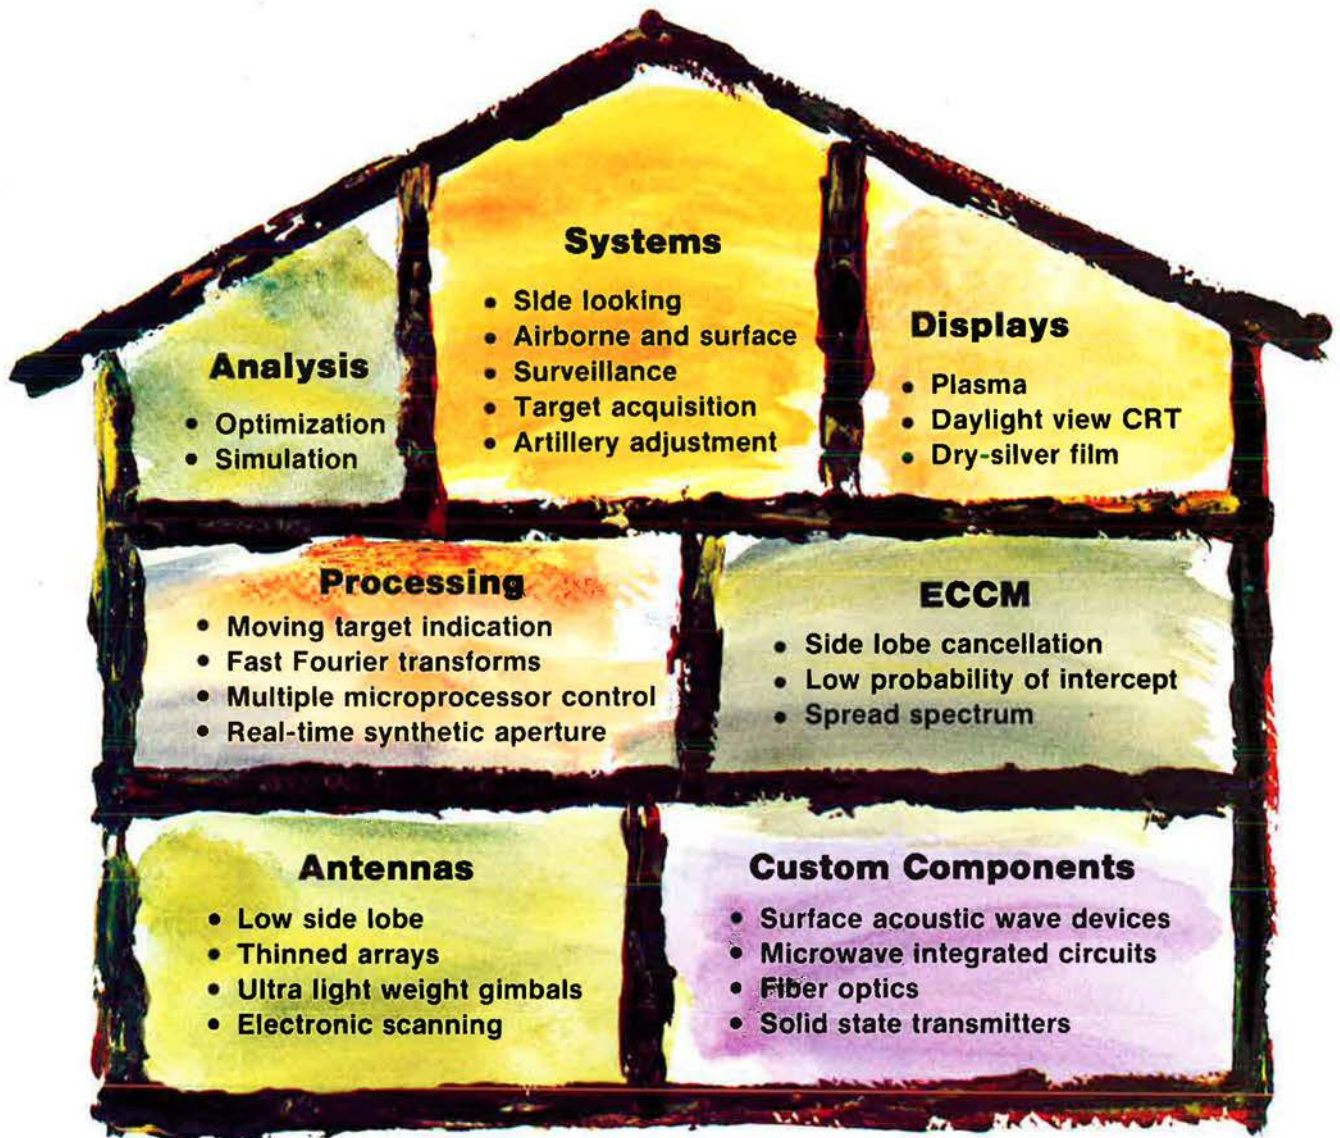 Systems
• Side looking
• Airborne and surface
• Surveillance
• Target acquisition
• Artillery adjustment
Displays
• Plasma
• Daylight view CRT
• Dry-silver film
Analysis
• Optimization
• Simulation
Processing
• Moving target indication
• Fast Fourier transforms
• Multiple microprocessor control
• Real-time synthetic aperture
ECCM
• Side lobe cancellation
• Low probability of intercept
• Spread spectrum
Antennas
• Low side lobe
• Thinned arrays
• Ultra light weight gimbals
• Electronic scanning
Custom Components
• Surface acoustic wave devices
• Microwave integrated circuits
• Fiber optics
• Solid state transmitters